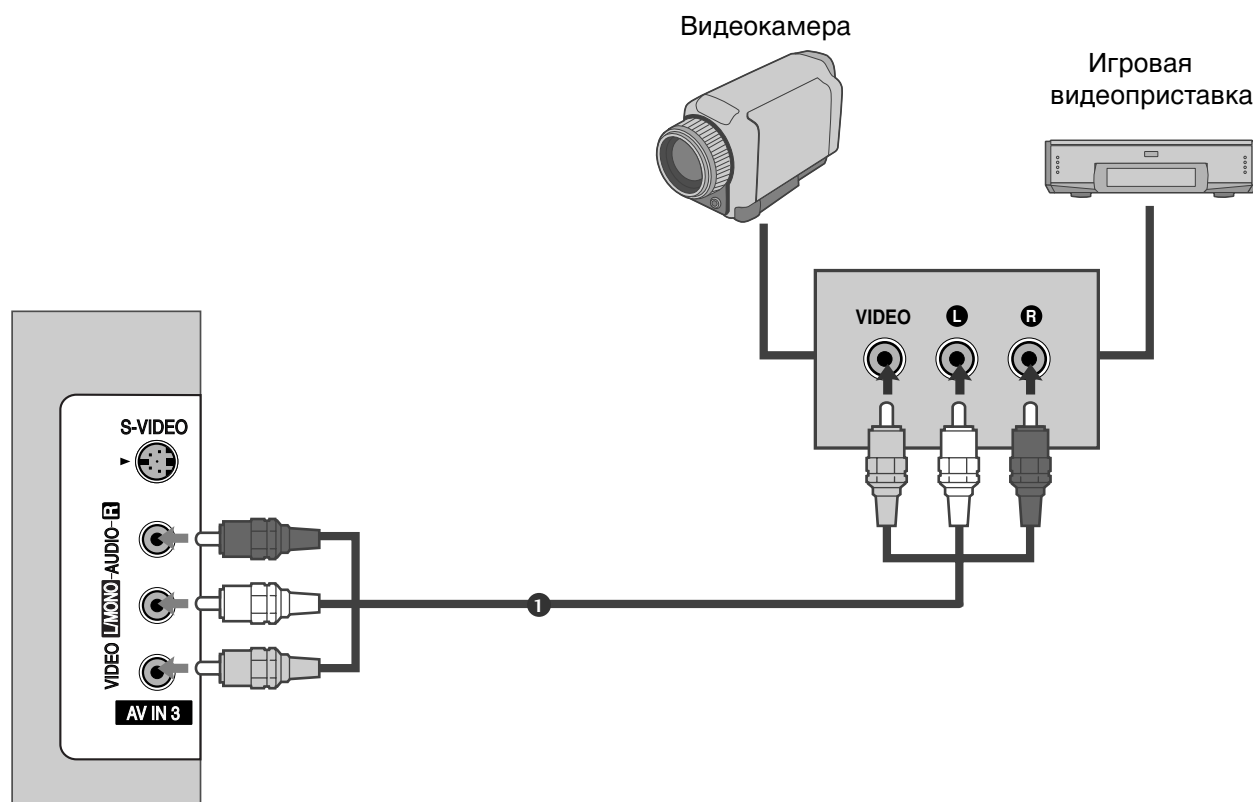 Видеокамера
Игровая
видеоприставка
VIDEO L R
S-VIDEO
VIDEO L/MONO-AUDIO-R
1
AV IN 3